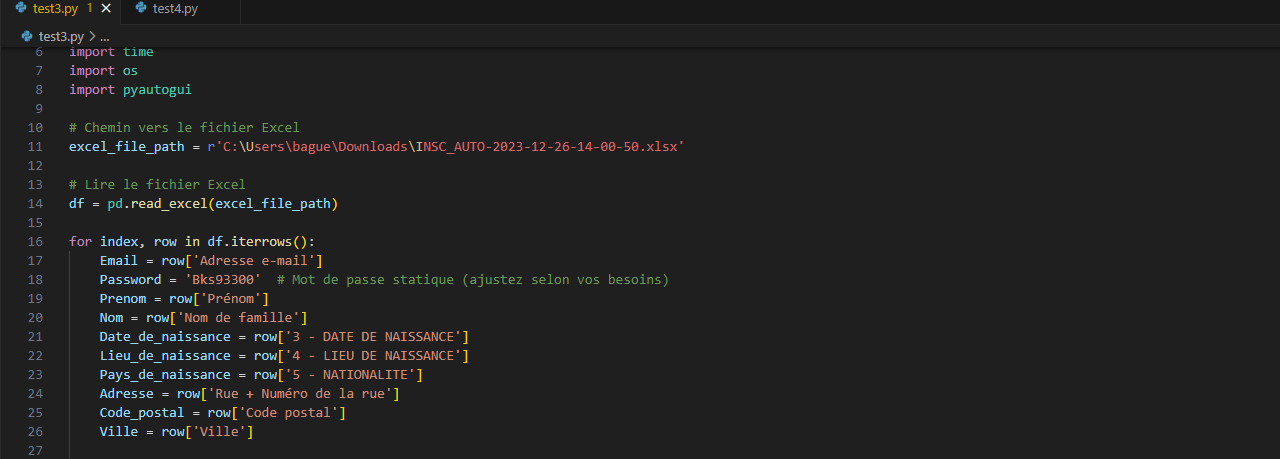 test3.py 1 × test4.py
test3.py > ...
6 import time
7 import os
8 import pyautogui
9
10 # Chemin vers le fichier Excel
11 excel_file_path = r'C:\Users\bague\Downloads\INSC_AUTO-2023-12-26-14-00-50.xlsx'
12
13 # Lire le fichier Excel
14 df = pd.read_excel(excel_file_path)
15
16 for index, row in df.iterrows():
17     Email = row['Adresse e-mail']
18     Password = 'Bks93300'  # Mot de passe statique (ajustez selon vos besoins)
19     Prenom = row['Prénom']
20     Nom = row['Nom de famille']
21     Date_de_naissance = row['3 - DATE DE NAISSANCE']
22     Lieu_de_naissance = row['4 - LIEU DE NAISSANCE']
23     Pays_de_naissance = row['5 - NATIONALITE']
24     Adresse = row['Rue + Numéro de la rue']
25     Code_postal = row['Code postal']
26     Ville = row['Ville']
27